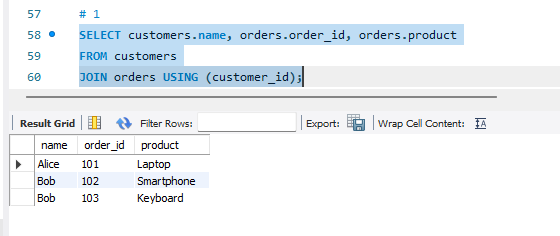 57 # 1
58 SELECT customers.name, orders.order_id, orders.product
59 FROM customers
60 JOIN orders USING (customer_id);
Result Grid Filter Rows: Export: Wrap Cell Content: IA
name order_id product
Alice 101 Laptop
Bob 102 Smartphone
Bob 103 Keyboard